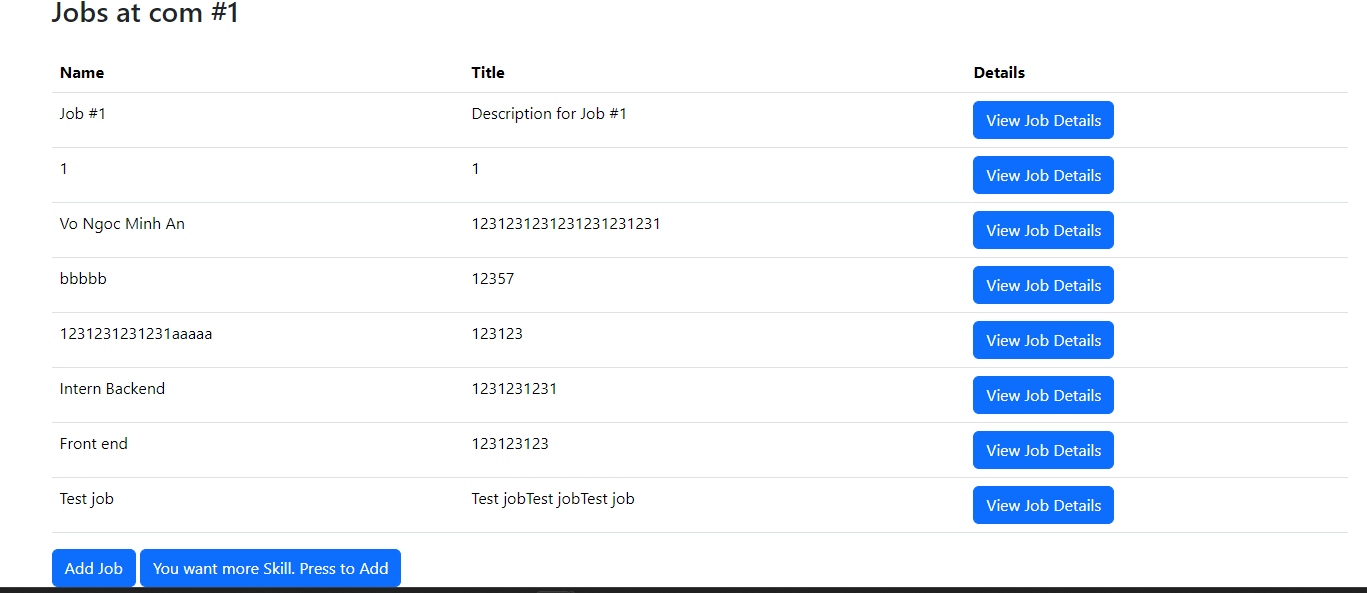 Jobs at com #1
Name Title Details
Job #1 Description for Job #1 View Job Details
1 1 View Job Details
Vo Ngoc Minh An 1231231231231231231231 View Job Details
bbbbb 12357 View Job Details
1231231231231aaaaa 123123 View Job Details
Intern Backend 1231231231 View Job Details
Front end 123123123 View Job Details
Test job Test jobTest jobTest job View Job Details
Add Job You want more Skill. Press to Add